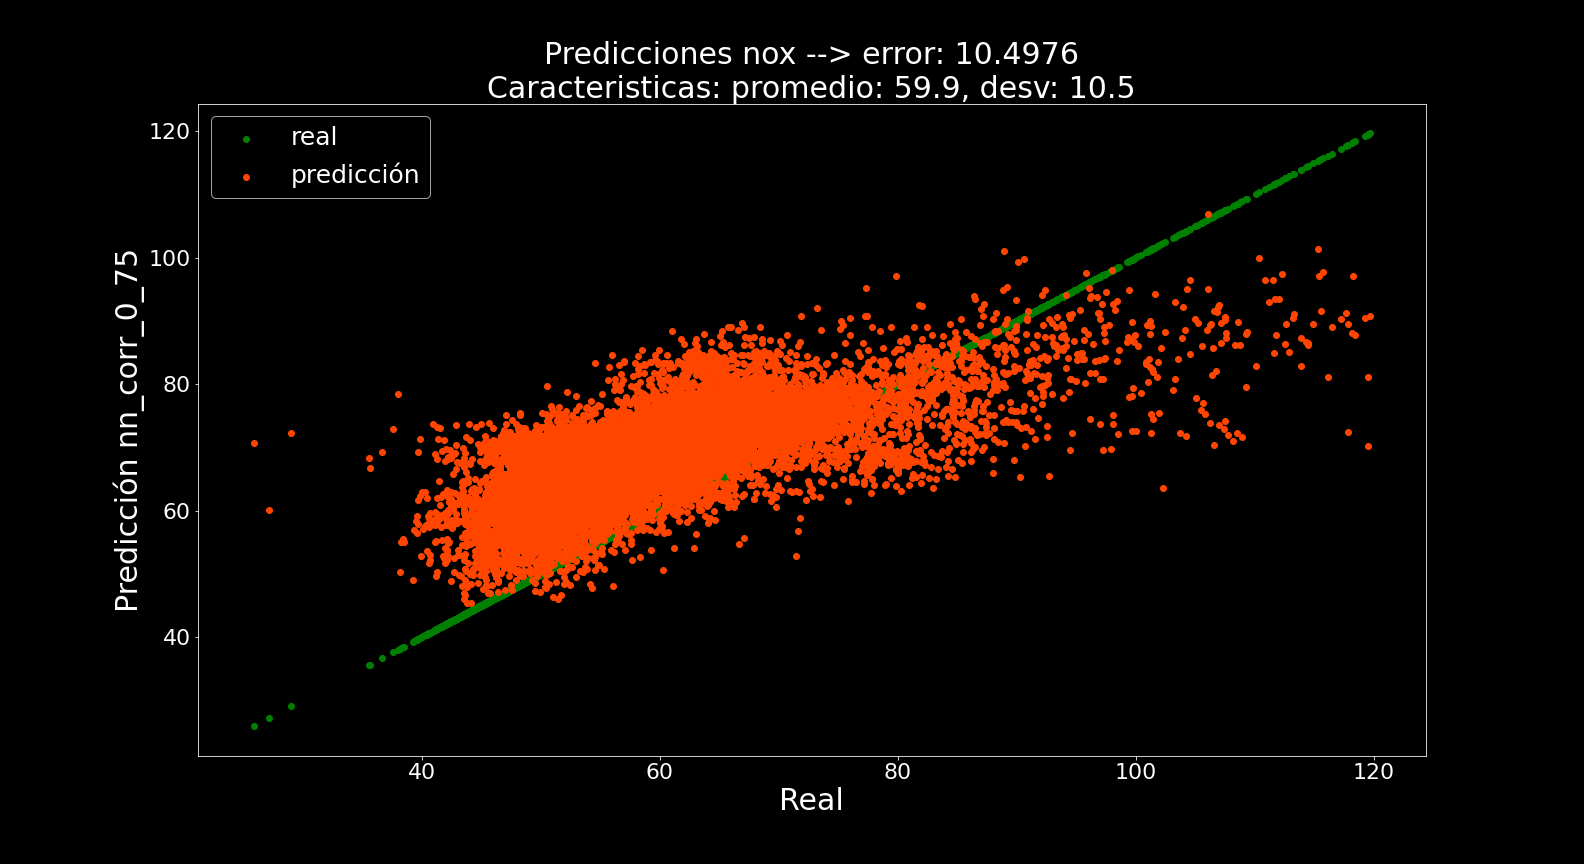 Predicciones nox --> error: 10.4976
Caracteristicas: promedio: 59.9, desv: 10.5
real
predicción
Predicción nn_corr_0_75
120
100
80
60
40
40 60 80 100 120
Real